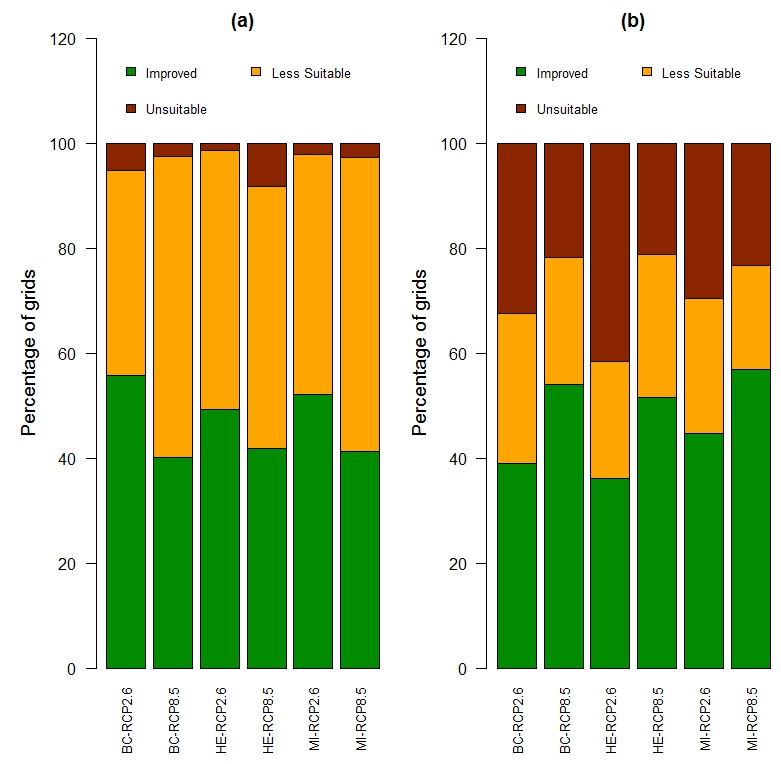 (a)
120
100
80
60
40
20
0
Percentage of grids
Improved
Less Suitable
Unsuitable
BC-RCP2.6
BC-RCP8.5
HE-RCP2.6
HE-RCP8.5
MI-RCP2.6
MI-RCP8.5
(b)
120
100
80
60
40
20
0
Percentage of grids
Improved
Less Suitable
Unsuitable
BC-RCP2.6
BC-RCP8.5
HE-RCP2.6
HE-RCP8.5
MI-RCP2.6
MI-RCP8.5